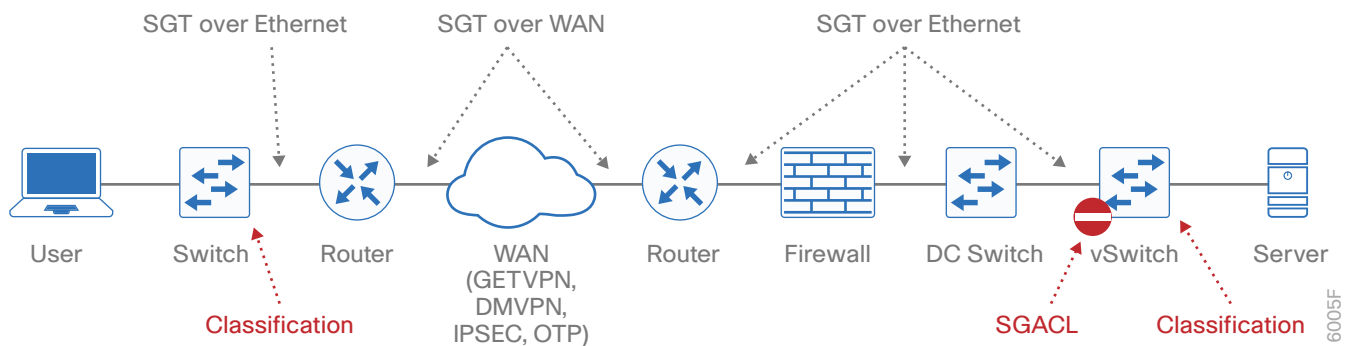 SGT over Ethernet
SGT over WAN
SGT over Ethernet
User
Switch
Router
WAN
(GETVPN,
DMVPN,
IPSEC, OTP)
Router
Firewall
DC Switch
vSwitch
Server
Classification
SGACL
Classification
6005F